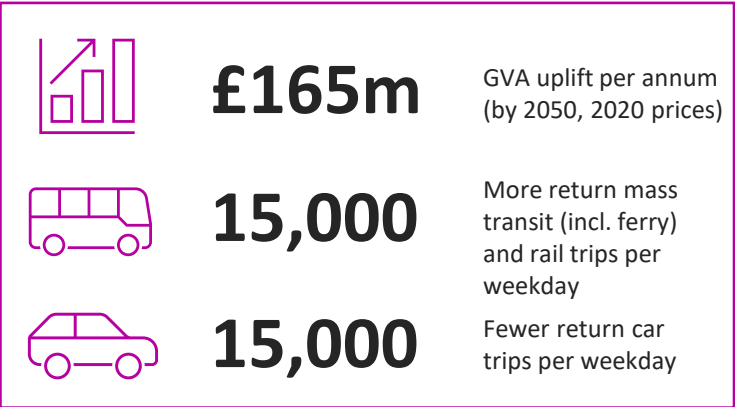 £165m
GVA uplift per annum
(by 2050, 2020 prices)
15,000
More return mass
transit (incl. ferry)
and rail trips per
weekday
15,000
Fewer return car
trips per weekday